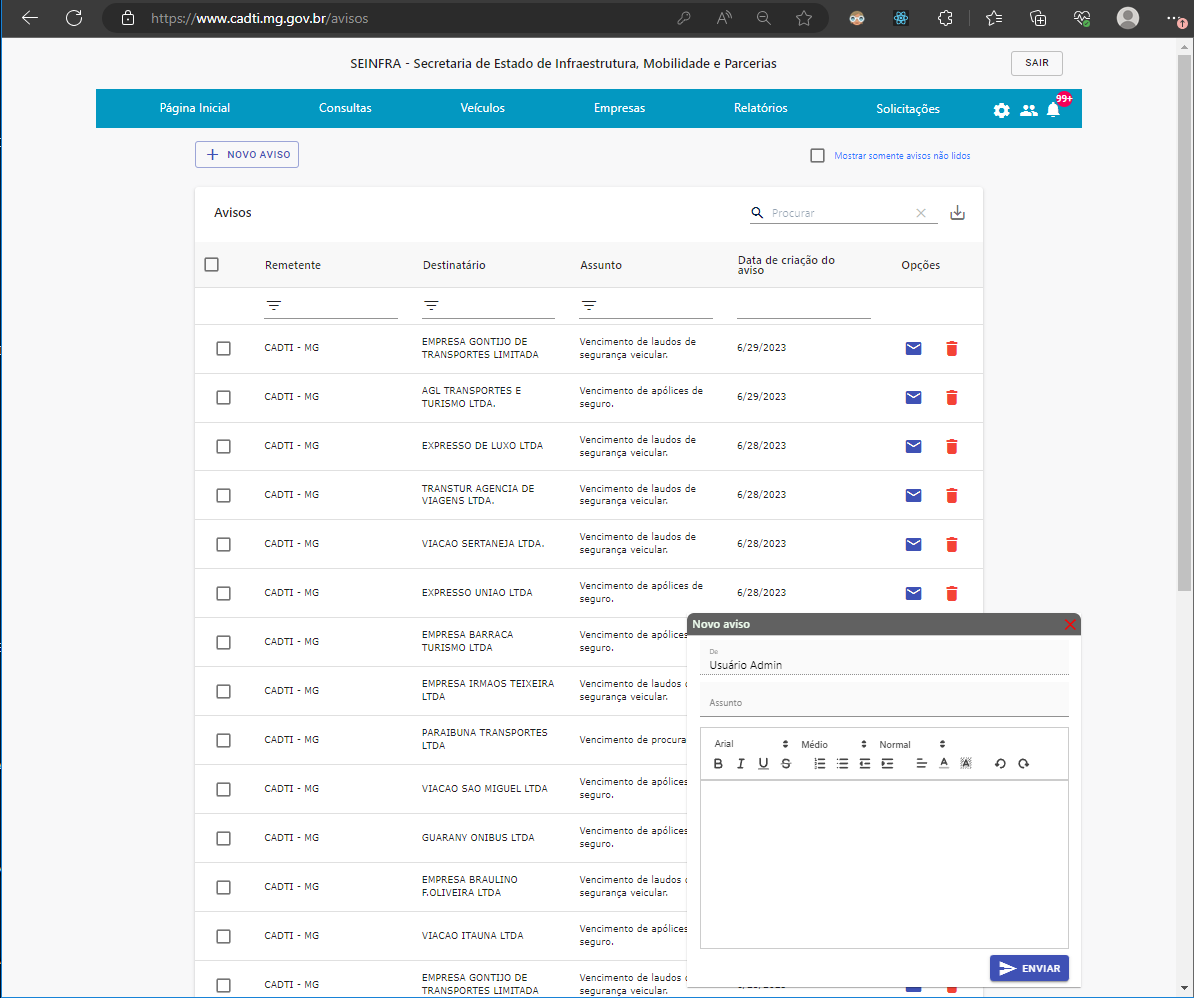 https://www.cadti.mg.gov.br/avisos
SEINFRA - Secretaria de Estado de Infraestrutura, Mobilidade e Parcerias
SAIR
Página Inicial
Consultas
Veículos
Empresas
Relatórios
Solicitações
99+
NOVO AVISO
Mostrar somente avisos não lidos
Avisos
Procurar
Remetente
Destinatário
Assunto
Data de criação do
aviso
Opções
CADTI - MG
EMPRESA GONTIJO DE
TRANSPORTES LIMITADA
Vencimento de laudos de
segurança veicular.
6/29/2023
CADTI - MG
AGL TRANSPORTES E
TURISMO LTDA.
Vencimento de apólices de
seguro.
6/29/2023
CADTI - MG
EXPRESSO DE LUXO LTDA
Vencimento de laudos de
segurança veicular.
6/28/2023
CADTI - MG
TRANSTUR AGENCIA DE
VIAGENS LTDA.
Vencimento de laudos de
segurança veicular.
6/28/2023
CADTI - MG
VIACAO SERTANEJA LTDA.
Vencimento de laudos de
segurança veicular.
6/28/2023
CADTI - MG
EXPRESSO UNIAO LTDA
Vencimento de apólices de
seguro.
6/28/2023
CADTI - MG
EMPRESA BARRACA
TURISMO LTDA
Vencimento de apólices
seguro.
CADTI - MG
EMPRESA IRMAOS TEIXEIRA
LTDA
Vencimento de laudos
segurança veicular.
CADTI - MG
PARAIBUNA TRANSPORTES
LTDA
Vencimento de procura
CADTI - MG
VIACAO SAO MIGUEL LTDA
Vencimento de apólices
seguro.
CADTI - MG
GUARANY ONIBUS LTDA
Vencimento de apólices
seguro.
CADTI - MG
EMPRESA BRAULINO
F.OLIVEIRA LTDA
Vencimento de laudos
segurança veicular.
CADTI - MG
VIACAO ITAUNA LTDA
Vencimento de apólices
seguro.
CADTI - MG
EMPRESA GONTIJO DE
TRANSPORTES LIMITADA
Vencimento de laudos
segurança veicular.
Novo aviso
De
Usuário Admin
Assunto
Arial
Médio
Normal
ENVIAR